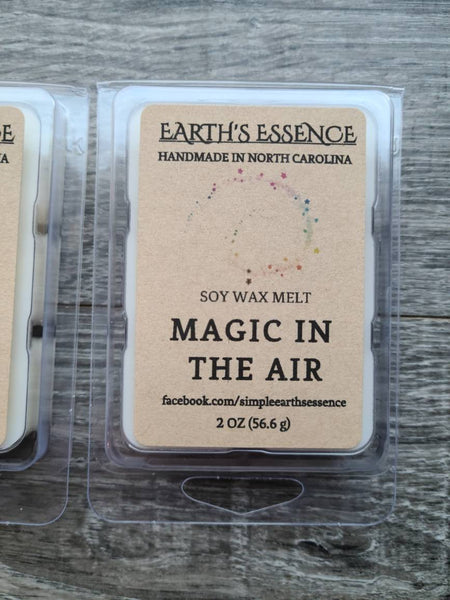 EARTH'S ESSENCE
HANDMADE IN NORTH CAROLINA
SOY WAX MELT
MAGIC IN
THE AIR
facebook.com/simpleearthsessence
2 OZ (56.6 g)